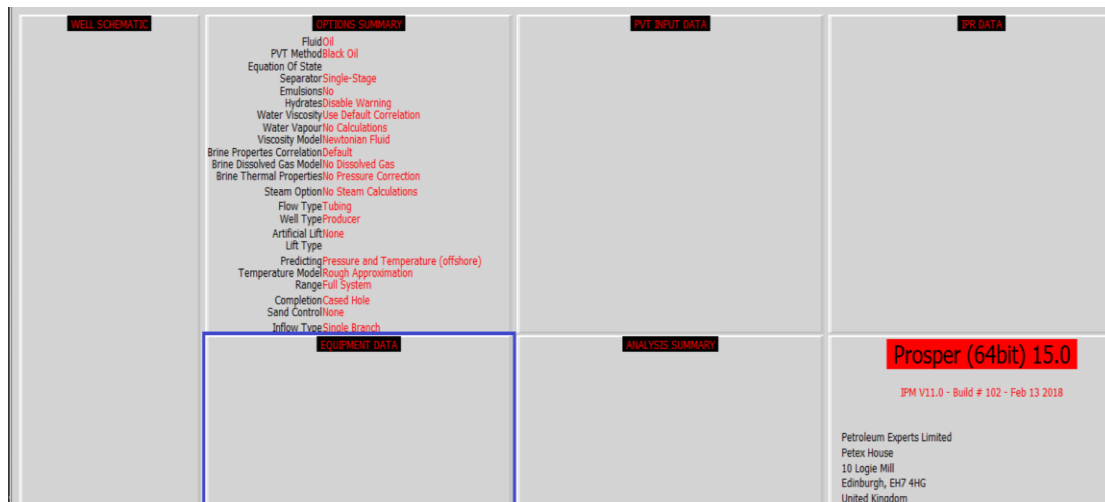 WELL SCHEMATIC
OPTIONS SUMMARY
Fluid Oil
PVT Method Black Oil
Equation Of State
Separator Single-Stage
Emulsions No
Hydrates Disable Warning
Water Viscosity Use Default Correlation
Water Vapour No Calculations
Viscosity Model Newtonian Fluid
Brine Propertes Correlation Default
Brine Dissolved Gas Model No Dissolved Gas
Brine Thermal Properties No Pressure Correction
Steam Option No Steam Calculations
Flow Type Tubing
Well Type Producer
Artificial Lift None
Lift Type
Predicting Pressure and Temperature (offshore)
Temperature Model Rough Approximation
Range Full System
Completion Cased Hole
Sand Control None
Inflow Type Single Branch
PVT INPUT DATA
IPR DATA
EQUIPMENT DATA
ANALYSIS SUMMARY
Prosper (64bit) 15.0
IPM V11.0 - Build # 102 - Feb 13 2018
Petroleum Experts Limited
Petex House
10 Logie Mill
Edinburgh, EH7 4HG
United Kingdom